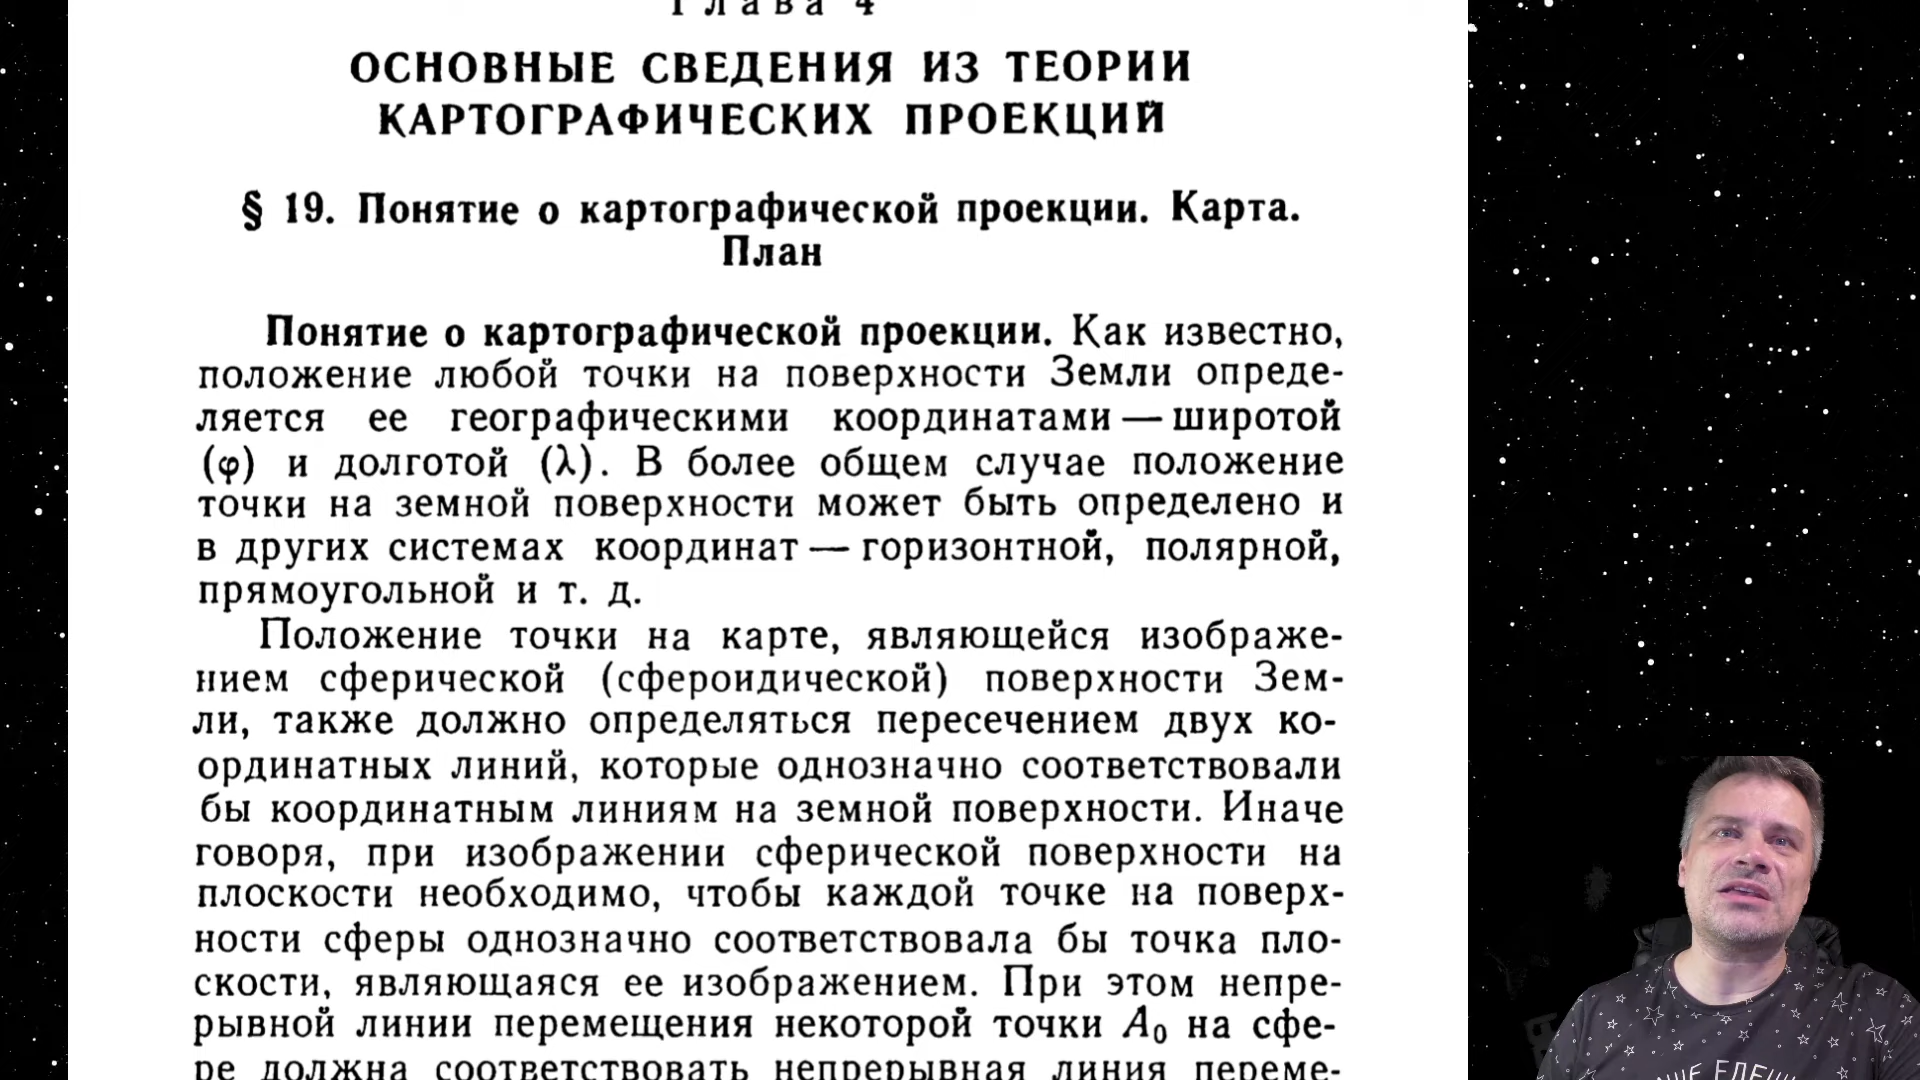 Глава 4
ОСНОВНЫЕ СВЕДЕНИЯ ИЗ ТЕОРИИ
КАРТОГРАФИЧЕСКИХ ПРОЕКЦИЙ
§ 19. Понятие о картографической проекции. Карта.
План
Понятие о картографической проекции. Как известно,
положение любой точки на поверхности Земли опреде-
ляется ее географическими координатами — широтой
(φ) и долготой (λ). В более общем случае положение
точки на земной поверхности может быть определено и
в других системах координат — горизонтной, полярной,
прямоугольной и т. д.
Положение точки на карте, являющейся изображе-
нием сферической (сфероидической) поверхности Зем-
ли, также должно определяться пересечением двух ко-
ординатных линий, которые однозначно соответствовали
бы координатным линиям на земной поверхности. Иначе
говоря, при изображении сферической поверхности на
плоскости необходимо, чтобы каждой точке на поверх-
ности сферы однозначно соответствовала бы точка пло-
скости, являющаяся ее изображением. При этом непре-
рывной линии перемещения некоторой точки A₀ на сфе-
ре должна соответствовать непрерывная линия переме-